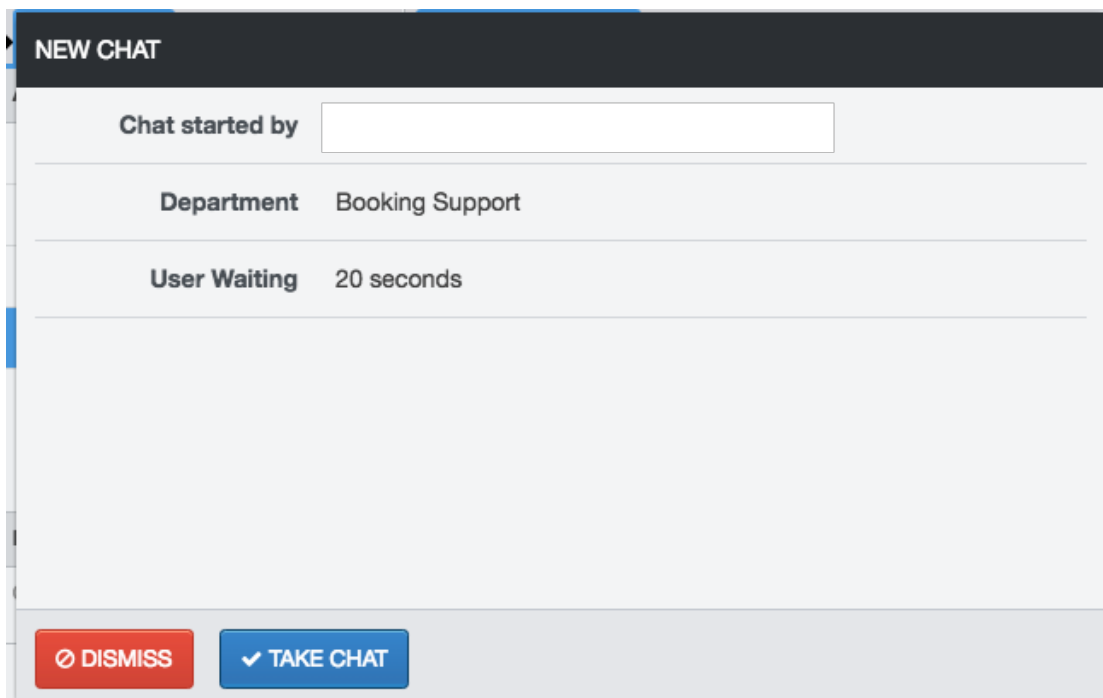 NEW CHAT
Chat started by
Department Booking Support
User Waiting 20 seconds
DISMISS TAKE CHAT